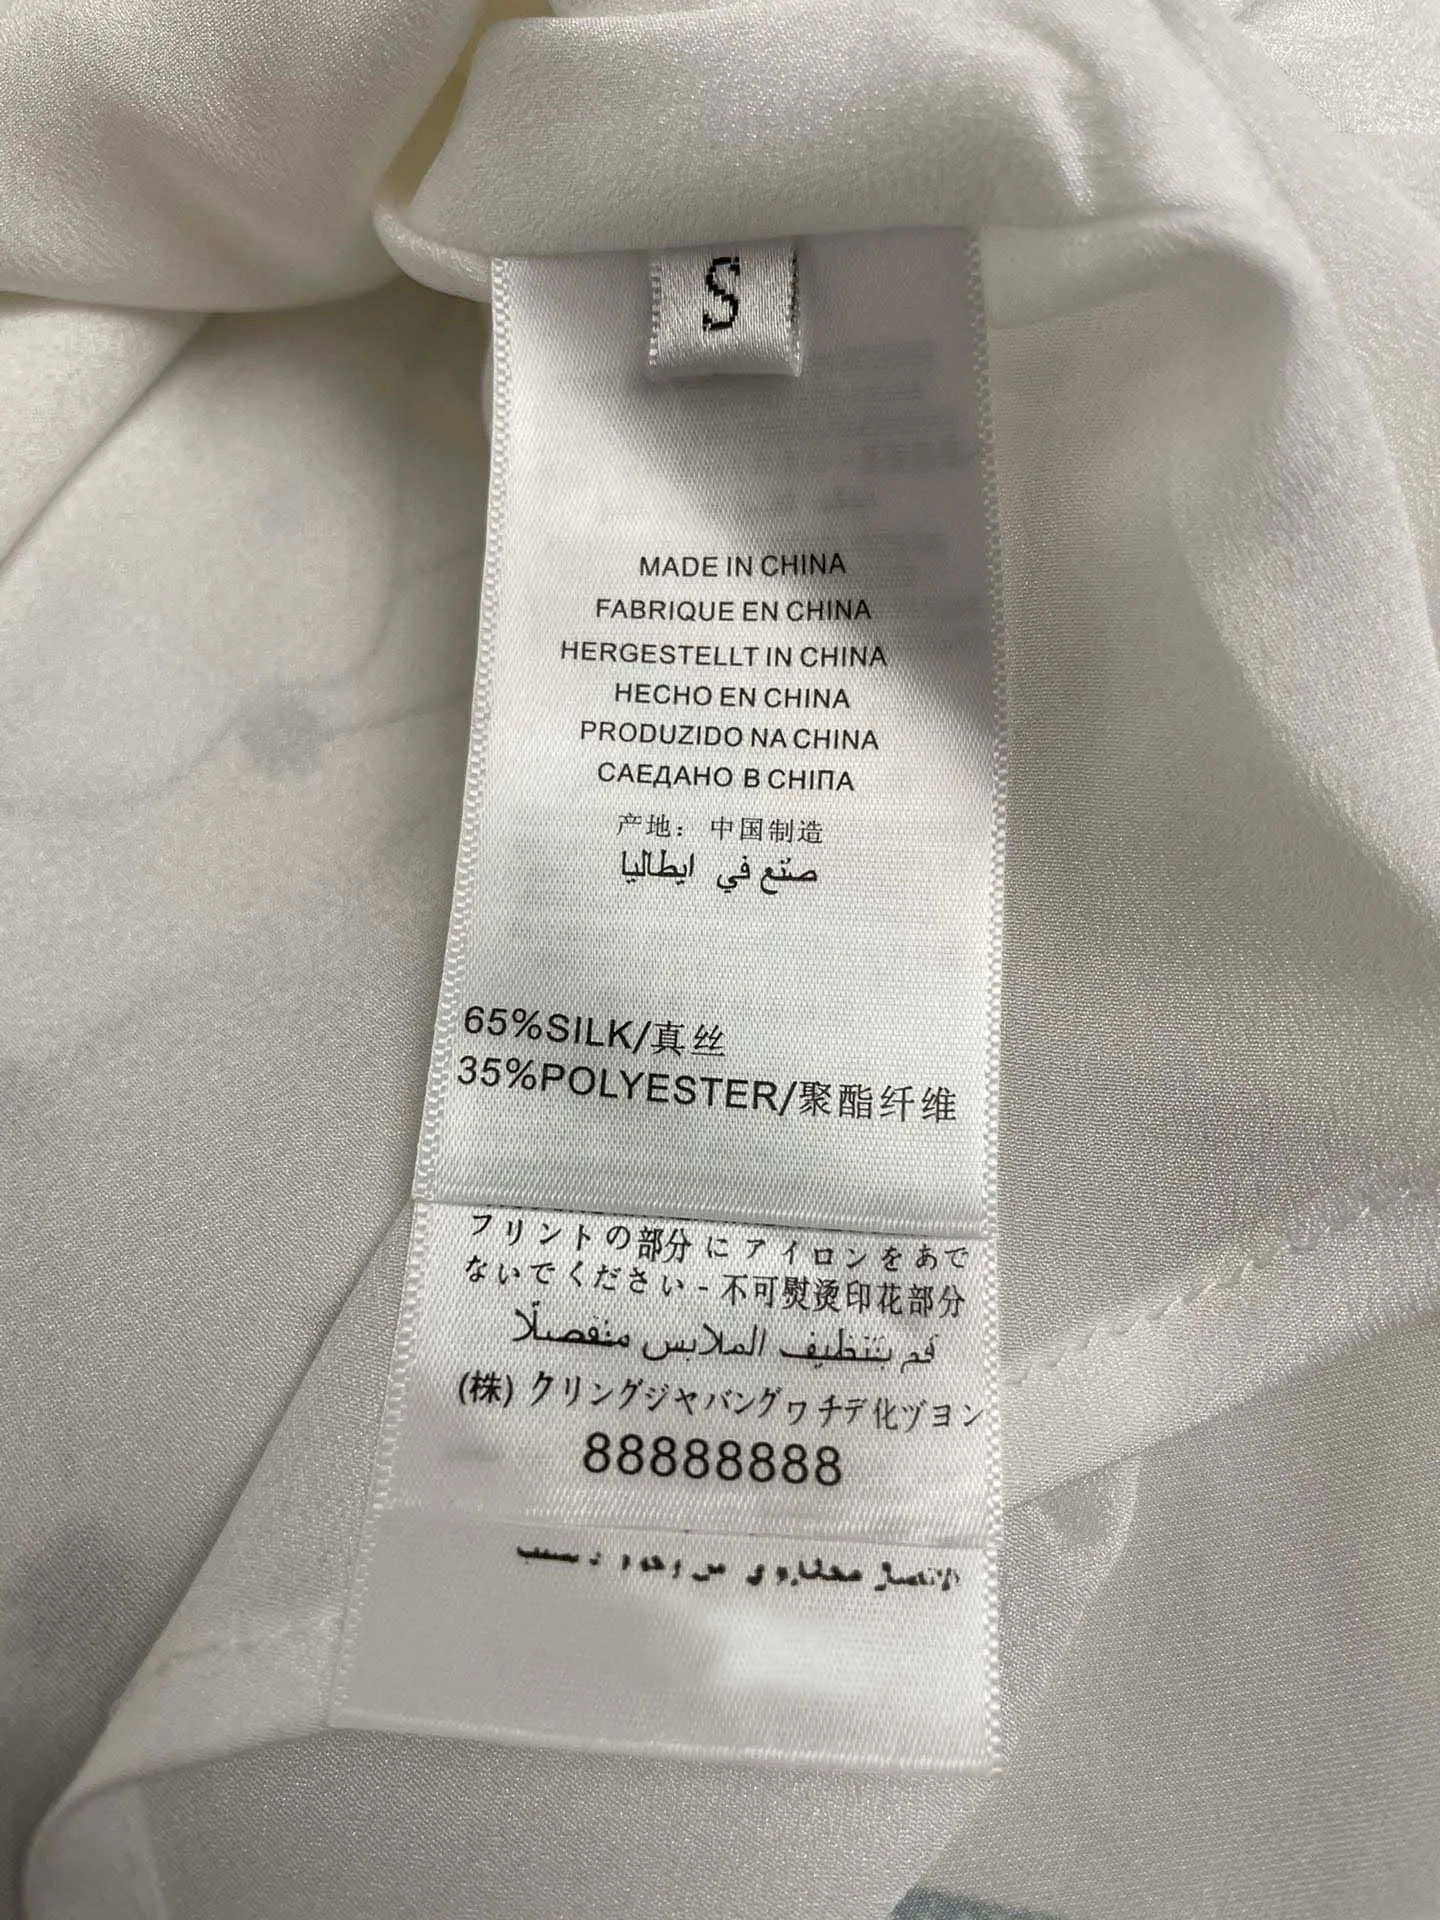 S
MADE IN CHINA
FABRIQUE EN CHINA
HERGESTELLT IN CHINA
HECHO EN CHINA
PRODUZIDO NA CHINA
САЕДАНО В CHIПА
产地：中国制造
صنع في ايطاليا
65%SILK/真丝
35%POLYESTER/聚酯纤维
フリントの部分にアイロンをあで
ないでください-不可熨烫印花部分
قم بتنظيف الملابس منفصلًا
(株)クリングジヤバングヮチデ化ヅヨン
88888888